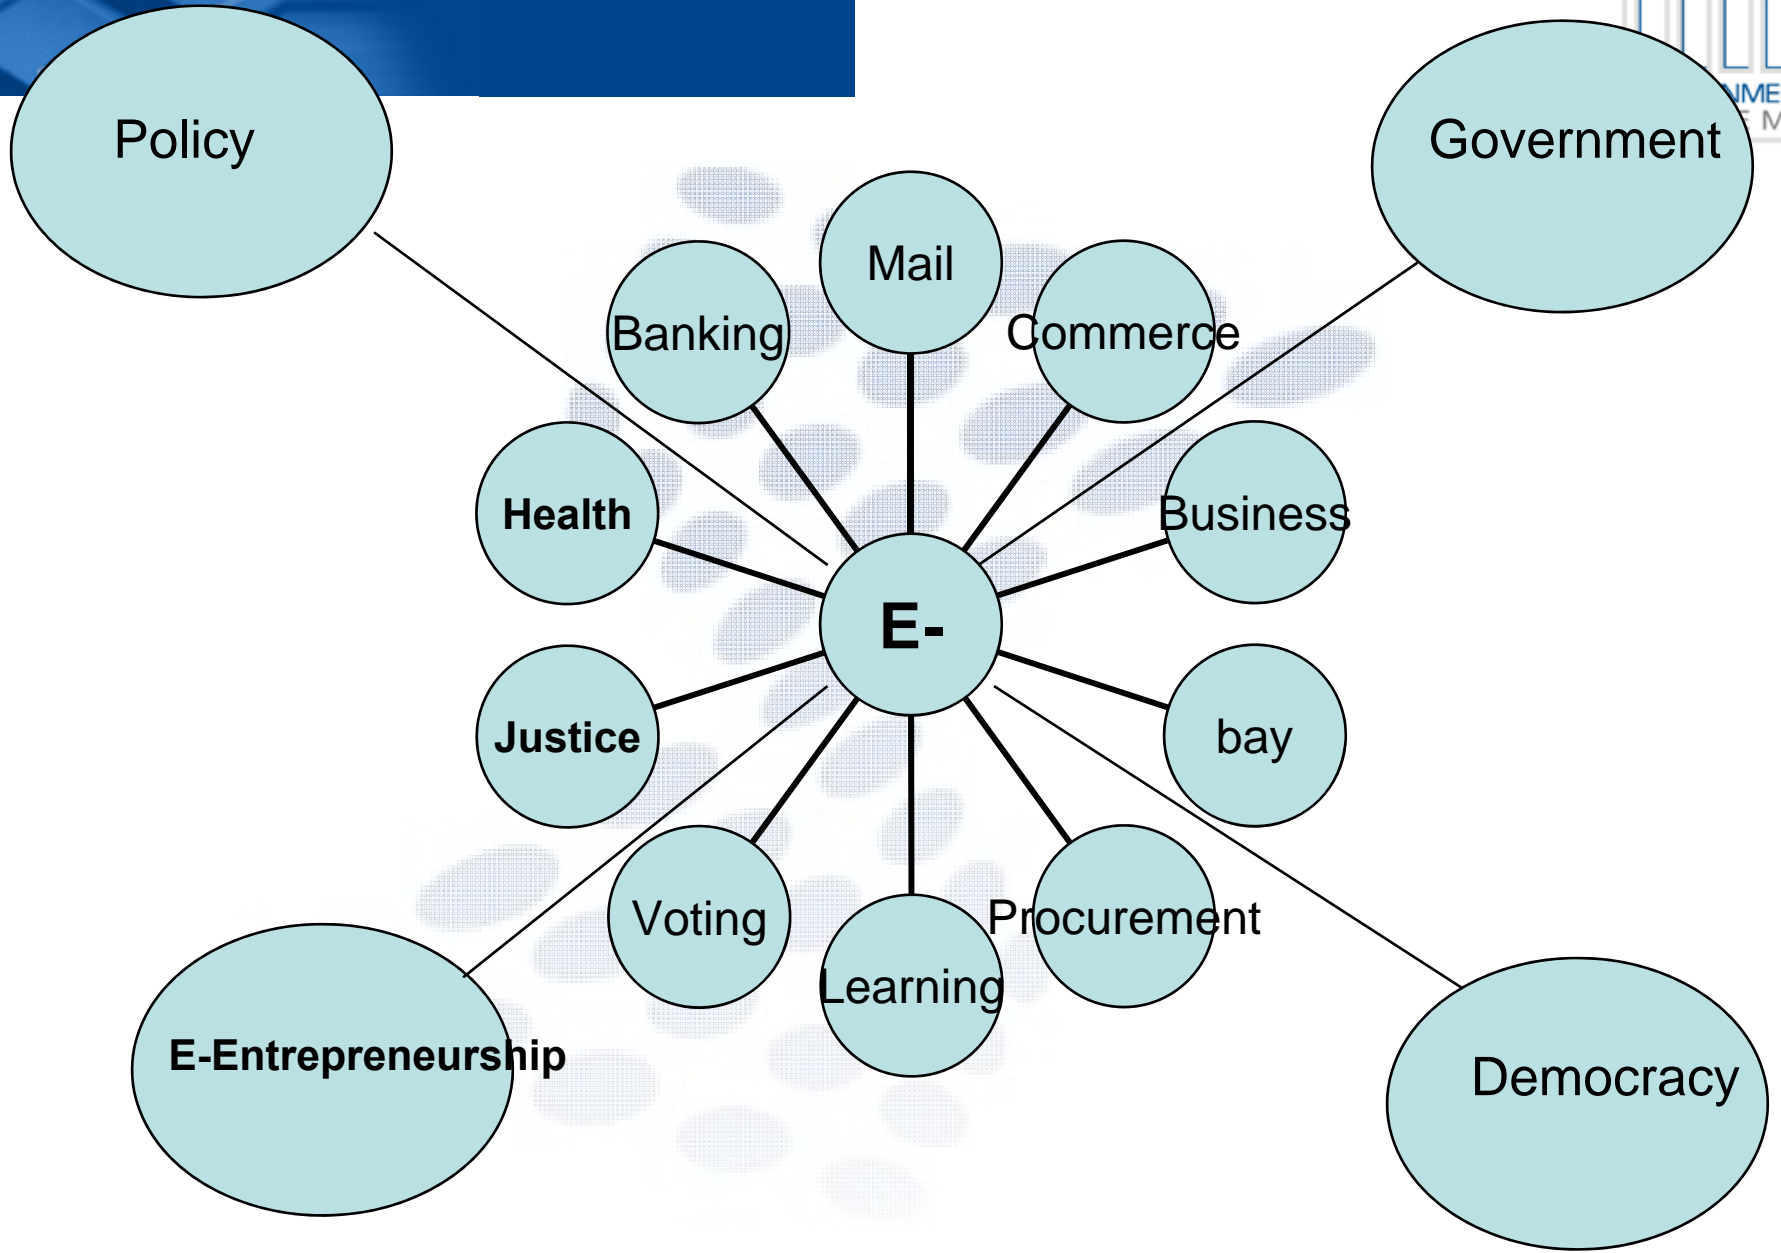 Policy
Government
Mail
Banking
Commerce
Health
Business
E-
Justice
bay
Voting
Procurement
Learning
E-Entrepreneurship
Democracy